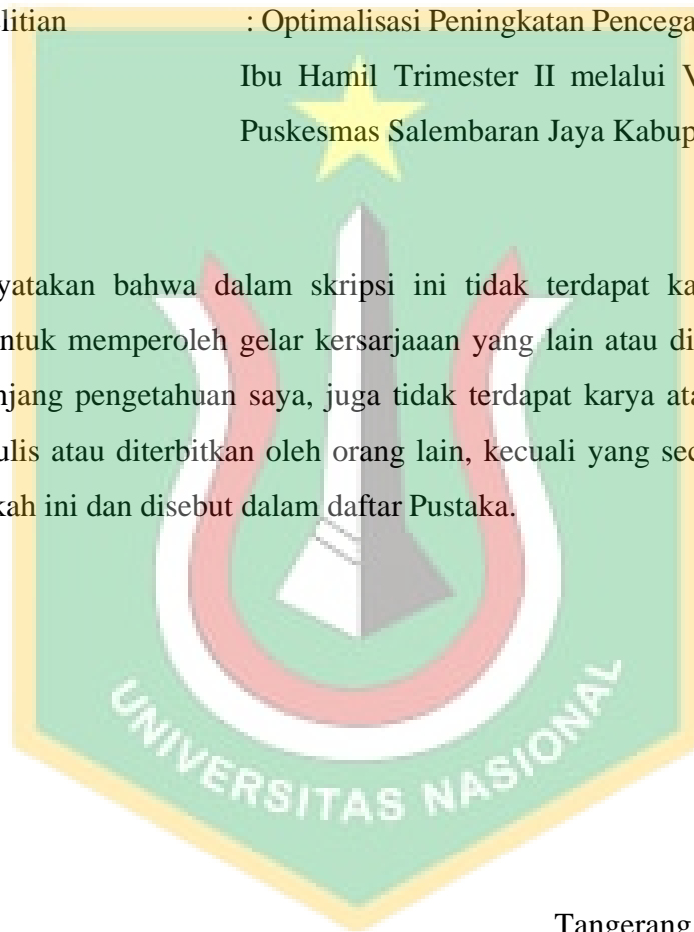 litian : Optimalisasi Peningkatan Pencega
Ibu Hamil Trimester II melalui V
Puskesmas Salembaran Jaya Kabup
yatakan bahwa dalam skripsi ini tidak terdapat ka
ntuk memperoleh gelar kersarjaaan yang lain atau di
njang pengetahuan saya, juga tidak terdapat karya ata
ulis atau diterbitkan oleh orang lain, kecuali yang sec
kah ini dan disebut dalam daftar Pustaka.
UNIVERSITAS NASIONAL
Tangerang